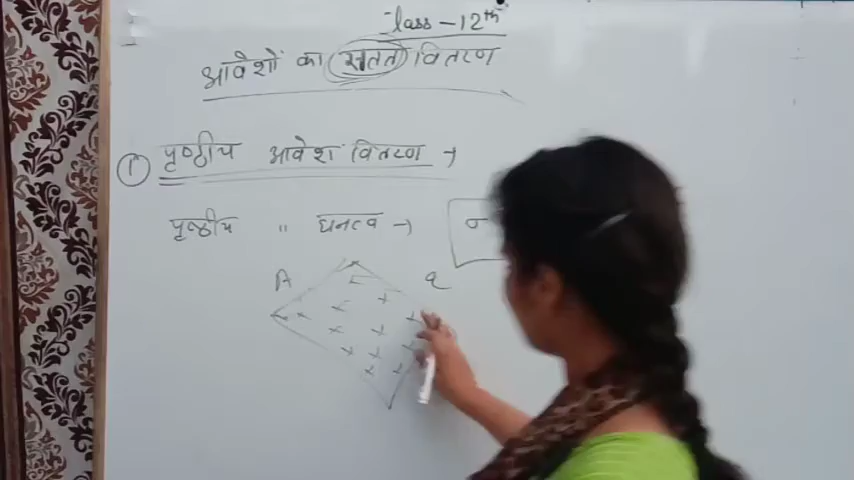 Class - 12th
आवेशों का सतत वितरण
① पृष्ठीय आवेश वितरण →
पृष्ठीय " घनत्व → σ
A q